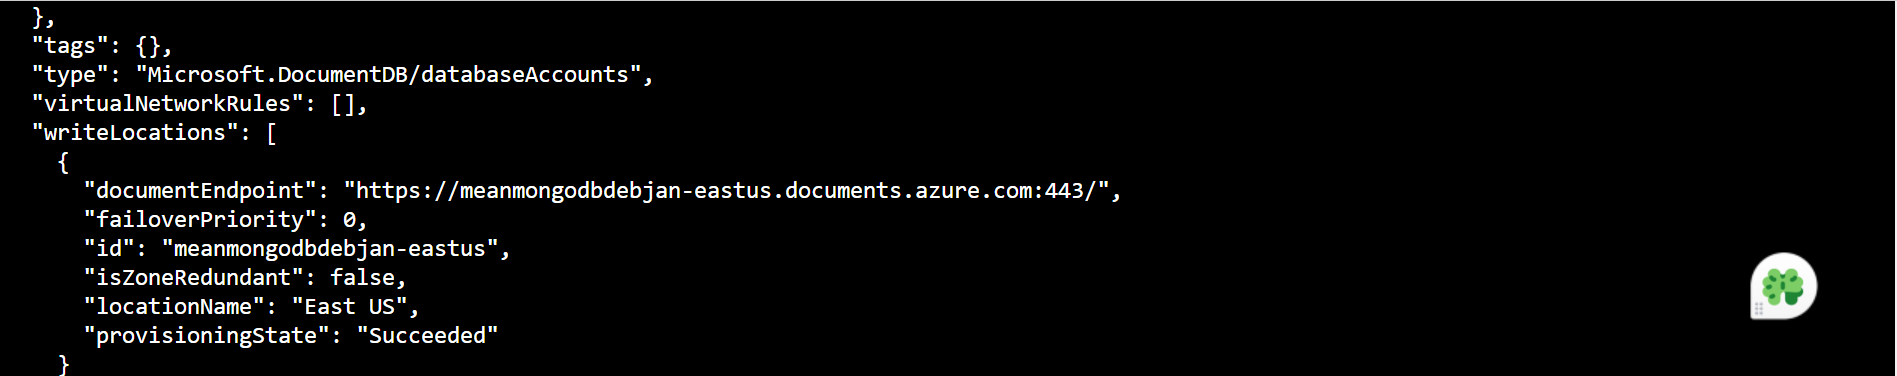 },
"tags": {},
"type": "Microsoft.DocumentDB/databaseAccounts",
"virtualNetworkRules": [],
"writeLocations": [
{
"documentEndpoint": "https://meanmongodbdebjan-eastus.documents.azure.com:443/",
"failoverPriority": 0,
"id": "meanmongodbdebjan-eastus",
"isZoneRedundant": false,
"locationName": "East US",
"provisioningState": "Succeeded"
}